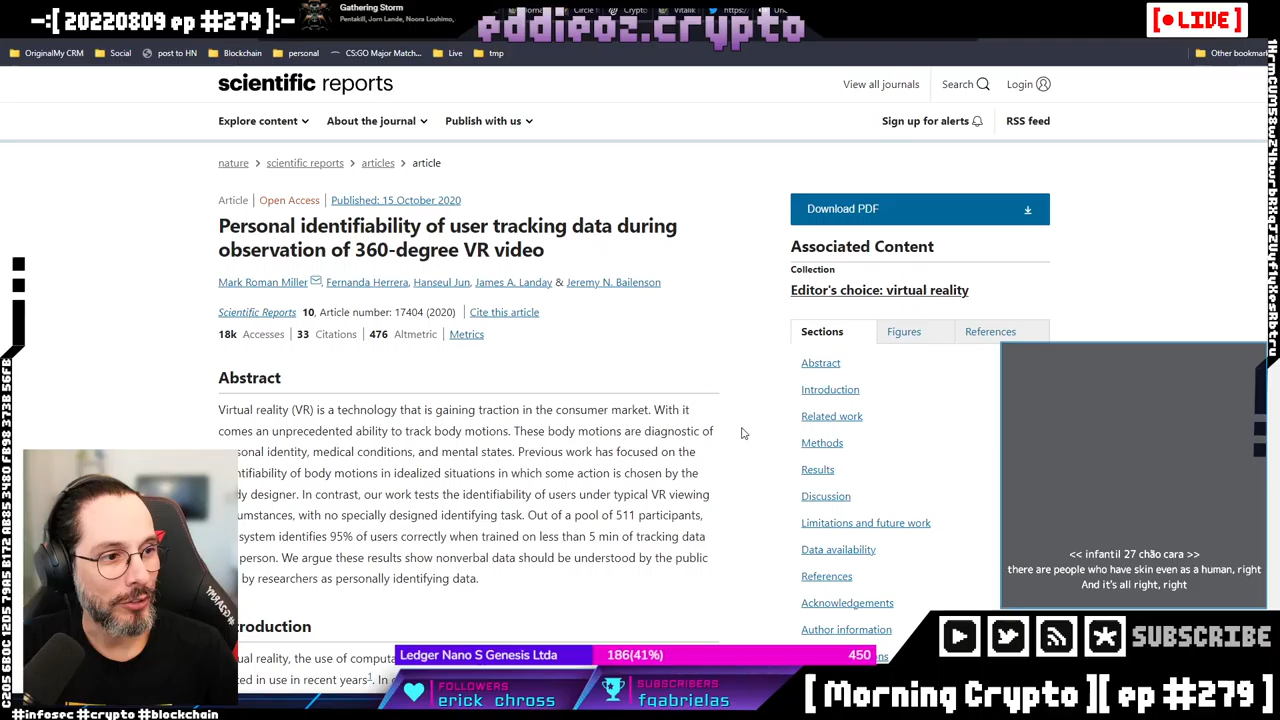 -:[ 20220809 ep #279 ]:-
Gathering Storm
Pentakill, Jorn Lande, Noora Louhimo,
eddieoz.crypto
[ ● LIVE ]
OriginalMy CRM
Social
post to HN
Blockchain
personal
CS:GO Major Match...
Live
tmp
Other bookmar
scientific reports
View all journals
Search
Login
Explore content
About the journal
Publish with us
Sign up for alerts
RSS feed
nature > scientific reports > articles > article
Article | Open Access | Published: 15 October 2020
Personal identifiability of user tracking data during
observation of 360-degree VR video
Mark Roman Miller, Fernanda Herrera, Hanseul Jun, James A. Landay & Jeremy N. Bailenson
Scientific Reports 10, Article number: 17404 (2020) | Cite this article
18k Accesses | 33 Citations | 476 Altmetric | Metrics
Abstract
Virtual reality (VR) is a technology that is gaining traction in the consumer market. With it
comes an unprecedented ability to track body motions. These body motions are diagnostic of
sonal identity, medical conditions, and mental states. Previous work has focused on the
ntifiability of body motions in idealized situations in which some action is chosen by the
dy designer. In contrast, our work tests the identifiability of users under typical VR viewing
umstances, with no specially designed identifying task. Out of a pool of 511 participants,
system identifies 95% of users correctly when trained on less than 5 min of tracking data
person. We argue these results show nonverbal data should be understood by the public
by researchers as personally identifying data.
roduction
ual reality, the use of computa
ted in use in recent years1. In c
Download PDF
Associated Content
Collection
Editor's choice: virtual reality
Sections
Figures
References
Abstract
Introduction
Related work
Methods
Results
Discussion
Limitations and future work
Data availability
References
Acknowledgements
Author information
<< infantil 27 chão cara >>
there are people who have skin even as a human, right
And it's all right, right
Ledger Nano S Genesis Ltda
186(41%)
450
FOLLOWERS
erick_chross
SUBSCRIBERS
fgabrielas
SUBSCRIBE
[ Morning Crypto ][ ep #279 ]
#infosec #crypto #blockchain